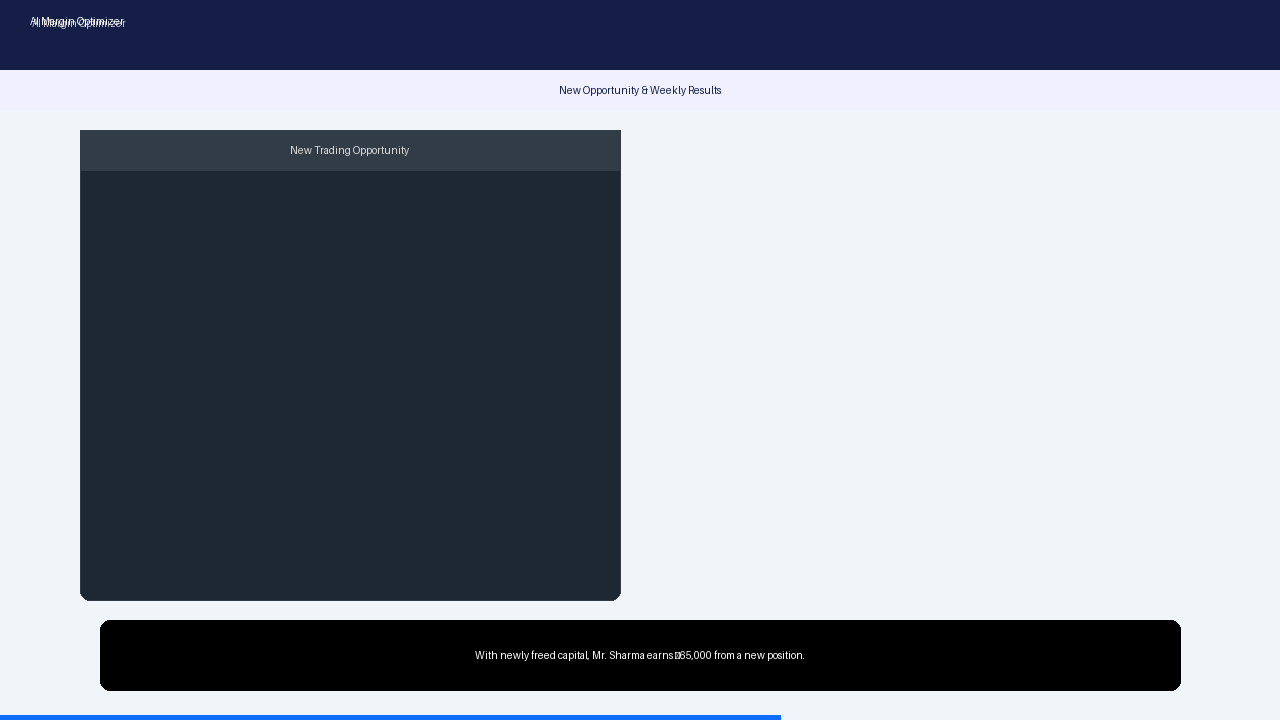 AI Margin Optimizer
New Opportunity & Weekly Results
New Trading Opportunity
With newly freed capital, Mr. Sharma earns 65,000 from a new position.